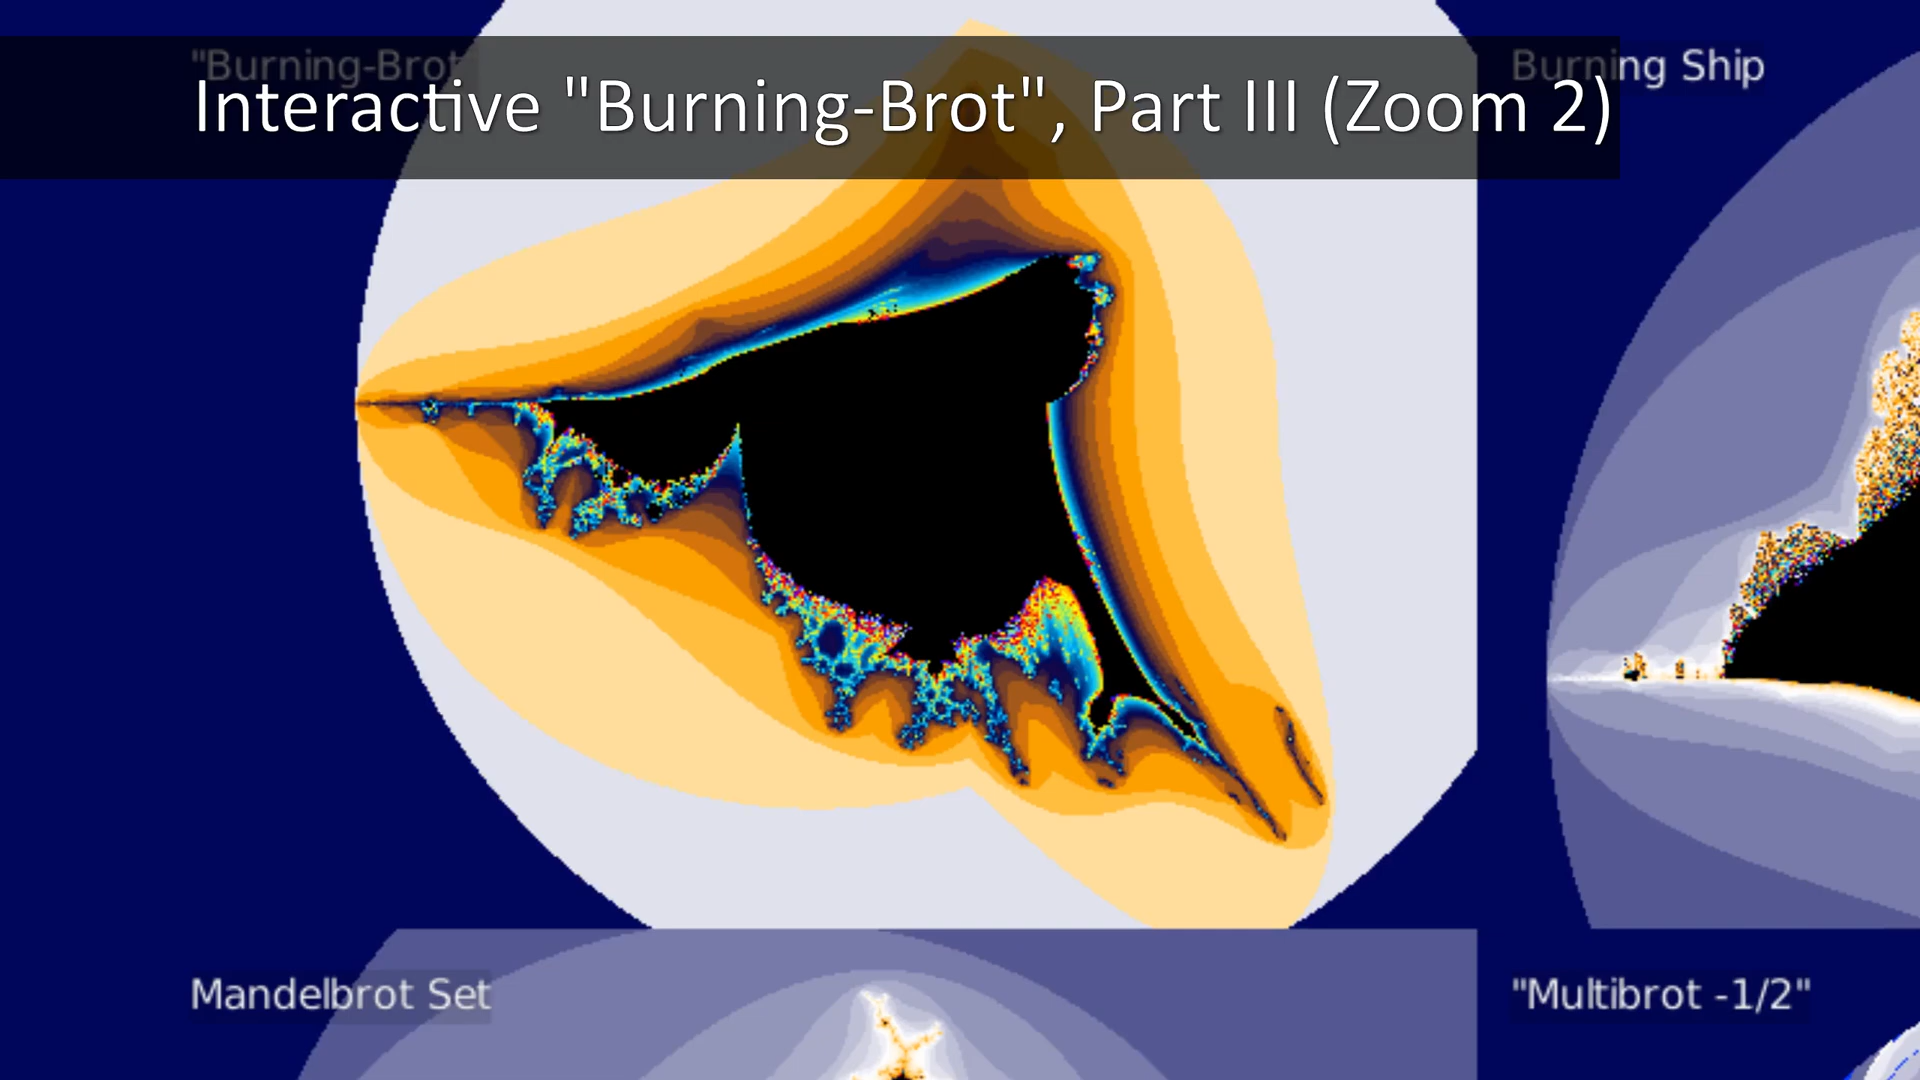 "Burning-Brot
Burning Ship
Interactive "Burning-Brot", Part III (Zoom 2)
Mandelbrot Set
"Multibrot -1/2"